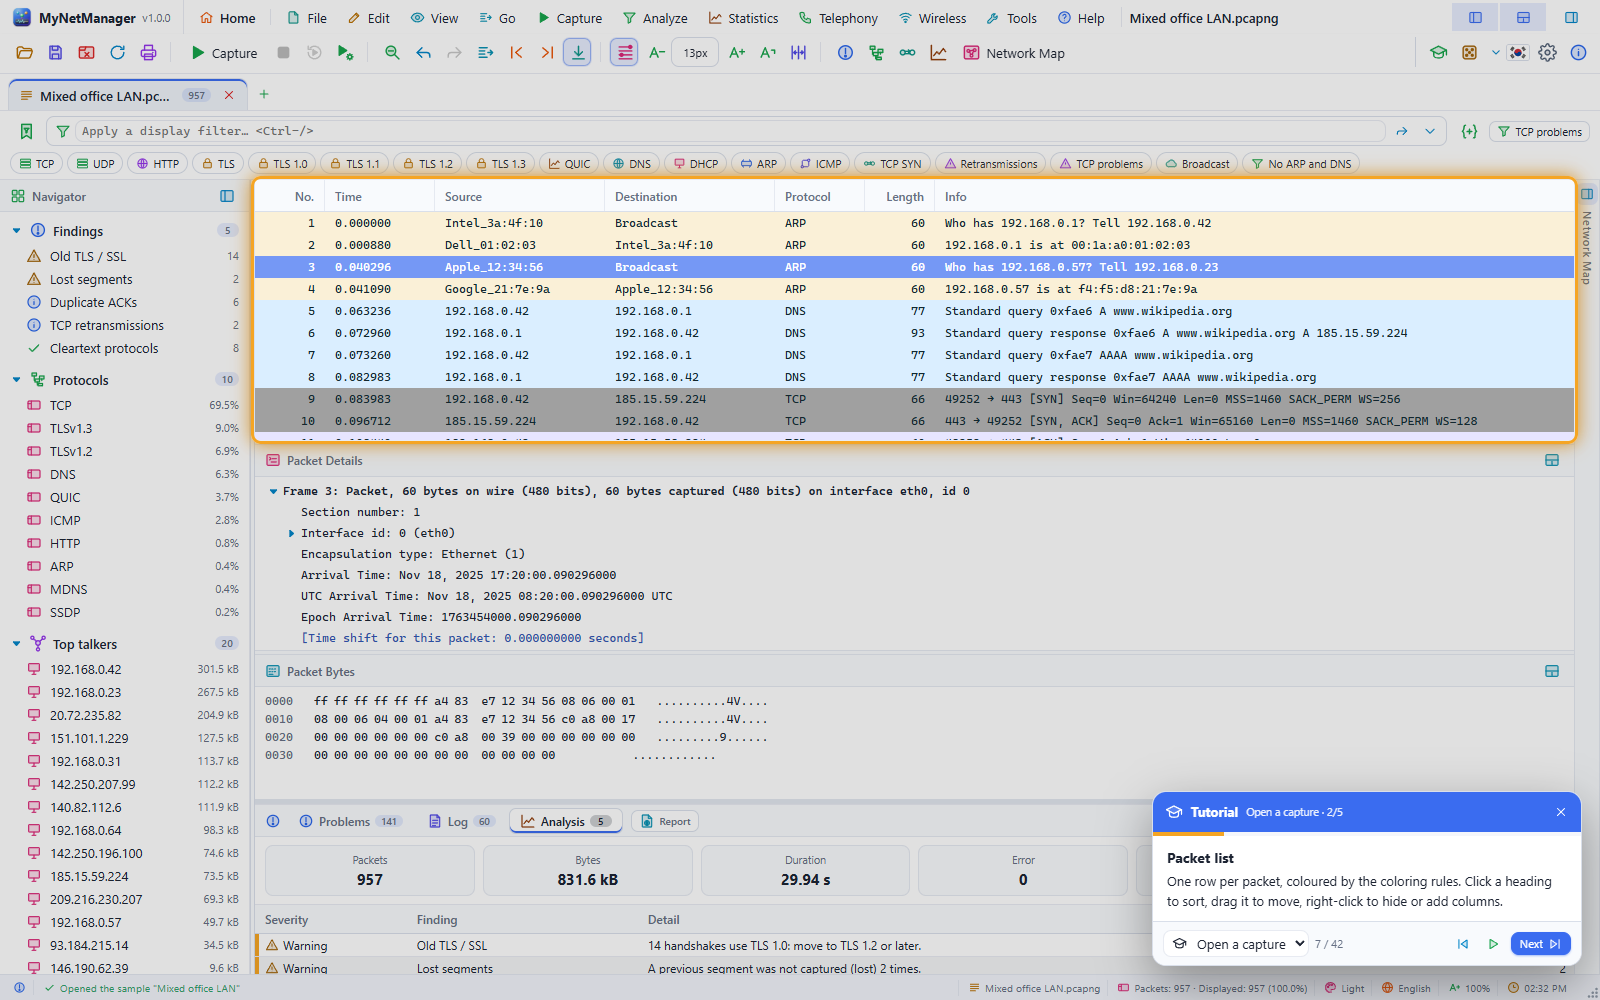 MyNetManager v1.0.0 Home File Edit View Go Capture Analyze Statistics Telephony Wireless Tools Help Mixed office LAN.pcapng
Capture A− 13px A+ Network Map
Mixed office LAN.pc... 957
Apply a display filter… <Ctrl-/> TCP problems
TCP UDP HTTP TLS TLS 1.0 TLS 1.1 TLS 1.2 TLS 1.3 QUIC DNS DHCP ARP ICMP TCP SYN Retransmissions TCP problems Broadcast No ARP and DNS
Navigator
Findings 5
Old TLS / SSL 14
Lost segments 2
Duplicate ACKs 6
TCP retransmissions 2
Cleartext protocols 8
Protocols 10
TCP 69.5%
TLSv1.3 9.0%
TLSv1.2 6.9%
DNS 6.3%
QUIC 3.7%
ICMP 2.8%
HTTP 0.8%
ARP 0.4%
MDNS 0.4%
SSDP 0.2%
Top talkers 20
192.168.0.42 301.5 kB
192.168.0.23 267.5 kB
20.72.235.82 204.9 kB
151.101.1.229 127.5 kB
192.168.0.31 113.7 kB
142.250.207.99 112.2 kB
140.82.112.6 111.9 kB
192.168.0.64 98.3 kB
142.250.196.100 74.6 kB
185.15.59.224 73.5 kB
209.216.230.207 69.3 kB
192.168.0.57 49.7 kB
93.184.215.14 34.5 kB
146.190.62.39 9.6 kB
No. Time Source Destination Protocol Length Info
1 0.000000 Intel_3a:4f:10 Broadcast ARP 60 Who has 192.168.0.1? Tell 192.168.0.42
2 0.000880 Dell_01:02:03 Intel_3a:4f:10 ARP 60 192.168.0.1 is at 00:1a:a0:01:02:03
3 0.040296 Apple_12:34:56 Broadcast ARP 60 Who has 192.168.0.57? Tell 192.168.0.23
4 0.041090 Google_21:7e:9a Apple_12:34:56 ARP 60 192.168.0.57 is at f4:f5:d8:21:7e:9a
5 0.063236 192.168.0.42 192.168.0.1 DNS 77 Standard query 0xfae6 A www.wikipedia.org
6 0.072960 192.168.0.1 192.168.0.42 DNS 93 Standard query response 0xfae6 A www.wikipedia.org A 185.15.59.224
7 0.073260 192.168.0.42 192.168.0.1 DNS 77 Standard query 0xfae7 AAAA www.wikipedia.org
8 0.082983 192.168.0.1 192.168.0.42 DNS 77 Standard query response 0xfae7 AAAA www.wikipedia.org
9 0.083983 192.168.0.42 185.15.59.224 TCP 66 49252 → 443 [SYN] Seq=0 Win=64240 Len=0 MSS=1460 SACK_PERM WS=256
10 0.096712 185.15.59.224 192.168.0.42 TCP 66 443 → 49252 [SYN, ACK] Seq=0 Ack=1 Win=65160 Len=0 MSS=1460 SACK_PERM WS=128
Network Map
Packet Details
Frame 3: Packet, 60 bytes on wire (480 bits), 60 bytes captured (480 bits) on interface eth0, id 0
Section number: 1
Interface id: 0 (eth0)
Encapsulation type: Ethernet (1)
Arrival Time: Nov 18, 2025 17:20:00.090296000
UTC Arrival Time: Nov 18, 2025 08:20:00.090296000 UTC
Epoch Arrival Time: 1763454000.090296000
[Time shift for this packet: 0.000000000 seconds]
Packet Bytes
0000 ff ff ff ff ff ff a4 83 e7 12 34 56 08 06 00 01 ..........4V....
0010 08 00 06 04 00 01 a4 83 e7 12 34 56 c0 a8 00 17 ..........4V....
0020 00 00 00 00 00 00 c0 a8 00 39 00 00 00 00 00 00 .........9......
0030 00 00 00 00 00 00 00 00 00 00 00 00 ............
Problems 141 Log 60 Analysis 5 Report
Packets Bytes Duration Error
957 831.6 kB 29.94 s 0
Severity Finding Detail
Warning Old TLS / SSL 14 handshakes use TLS 1.0: move to TLS 1.2 or later.
Warning Lost segments A previous segment was not captured (lost) 2 times. 2
Tutorial Open a capture · 2/5
Packet list
One row per packet, coloured by the coloring rules. Click a heading
to sort, drag it to move, right-click to hide or add columns.
Open a capture 7 / 42 Next
Opened the sample "Mixed office LAN" Mixed office LAN.pcapng Packets: 957 · Displayed: 957 (100.0%) Light English 100% 02:32 PM